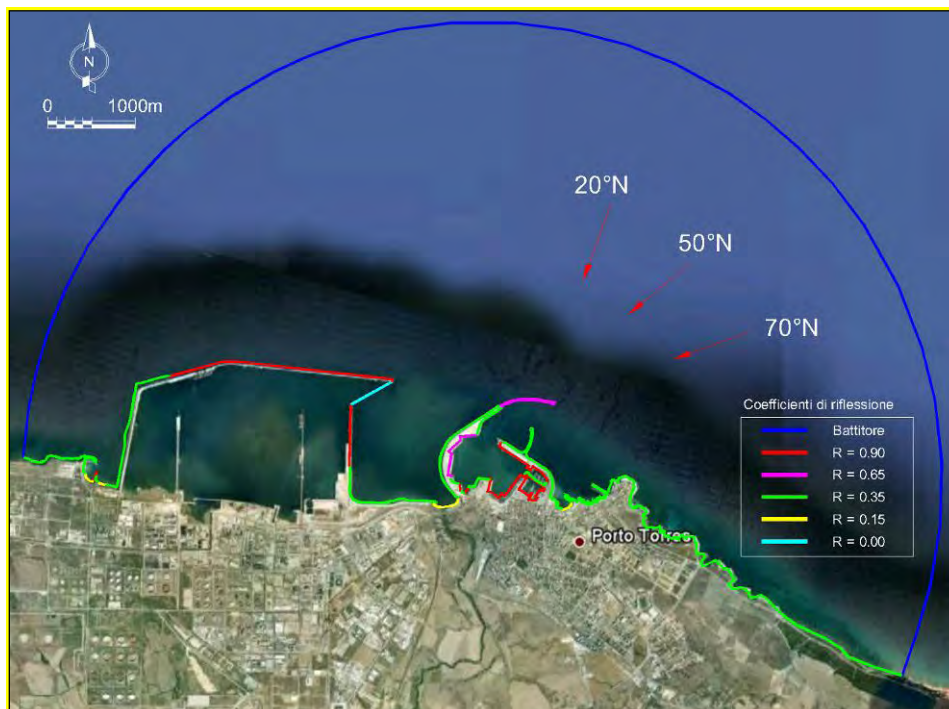 N
0 1000m
20°N
50°N
70°N
Coefficienti di riflessione
Battitore
R = 0.90
R = 0.65
R = 0.35
R = 0.15
R = 0.00
Porto Torres